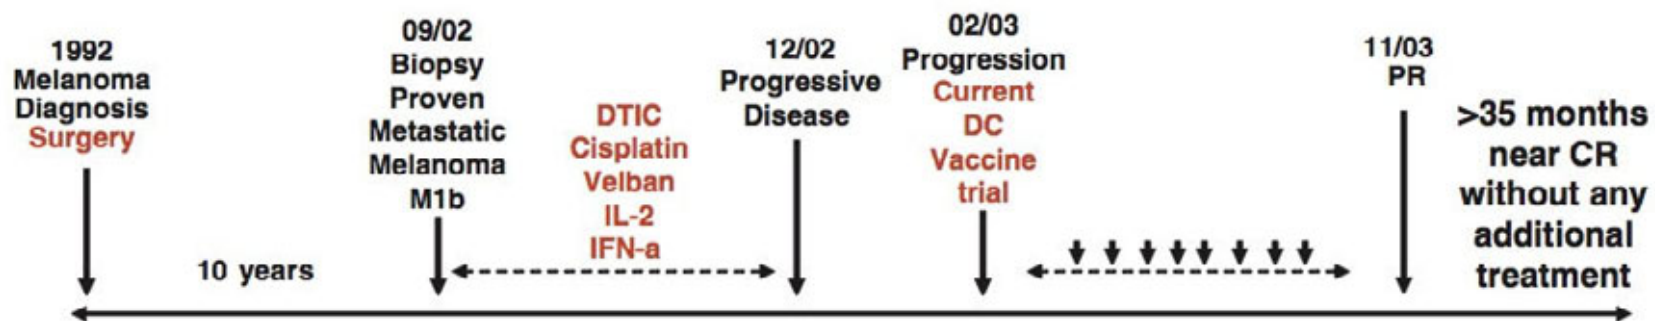 1992
Melanoma
Diagnosis
Surgery
10 years
09/02
Biopsy
Proven
Metastatic
Melanoma
M1b
DTIC
Cisplatin
Velban
IL-2
IFN-a
12/02
Progressive
Disease
02/03
Progression
Current
DC
Vaccine
trial
11/03
PR
>35 months
near CR
without any
additional
treatment